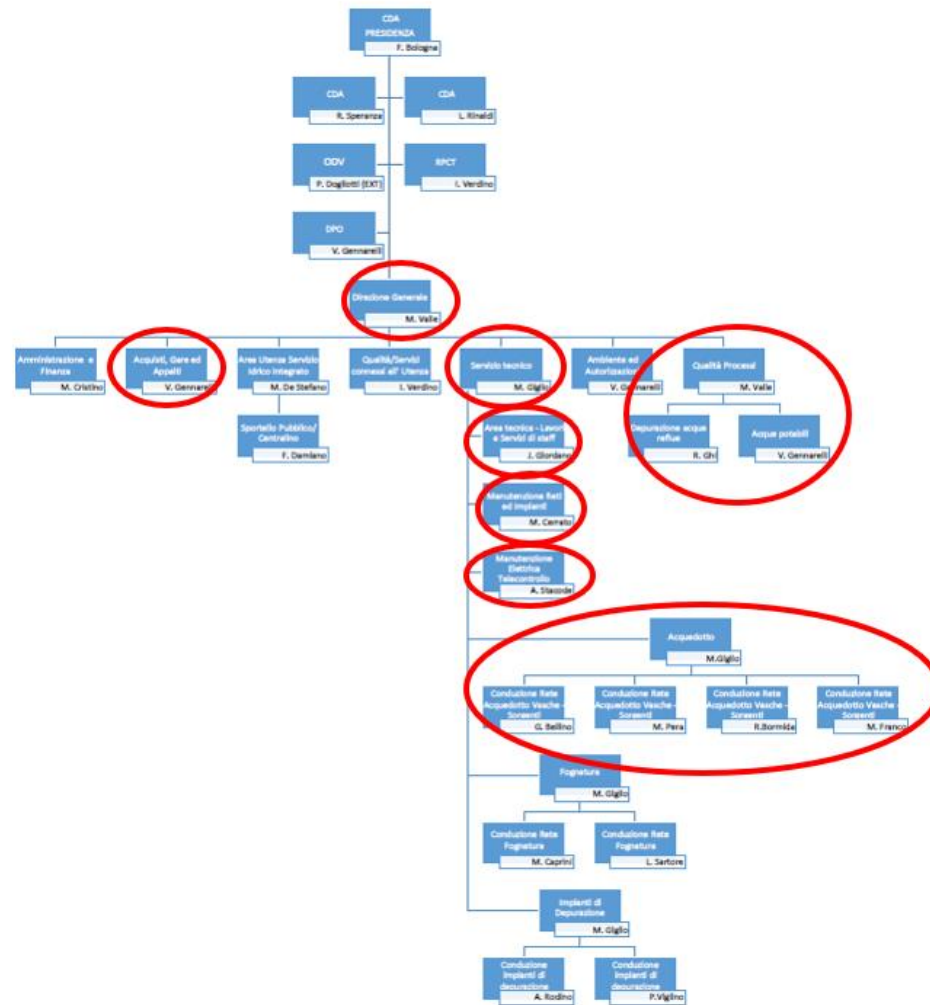 CDA
PRESIDENZA
F. Bologna
CDA
R. Speranza
CDA
L. Rinaldi
ODV
P. Dogliotti (EXT)
RPCT
I. Verdino
DPO
V. Gennarelli
Direzione Generale
M. Valle
Amministrazione e
Finanza
M. Cristino
Acquisti, Gare ed
Appalti
V. Gennarelli
Area Utenza Servizio
Idrico Integrato
M. De Stefano
Qualità/Servizi
connessi all' Utenza
I. Verdino
Servizio tecnico
M. Giglio
Ambiente ed
Autorizzazioni
V. Gennarelli
Qualità Processi
M. Valle
Sportello Pubblico/
Centralino
F. Damiano
Area tecnica - Lavori
e Servizi di staff
J. Giordano
Depurazione acque
reflue
R. Ghi
Acque potabili
V. Gennarelli
Manutenzione Reti
ed Impianti
M. Cerrato
Manutenzione
Elettrica
Telecontrollo
A. Stacode
Acquedotto
M.Giglio
Conduzione Rete
Acquedotto Vasche -
Sorgenti
G. Bellino
Conduzione Rete
Acquedotto Vasche -
Sorgenti
M. Pera
Conduzione Rete
Acquedotto Vasche -
Sorgenti
R.Bormida
Conduzione Rete
Acquedotto Vasche -
Sorgenti
M. Franco
Fognatura
M. Giglio
Conduzione Rete
Fognatura
M. Caprini
Conduzione Rete
Fognatura
L. Sartore
Impianti di
Depurazione
M. Giglio
Conduzione
Impianti di
depurazione
A. Rodino
Conduzione
Impianti di
depurazione
P.Viglino